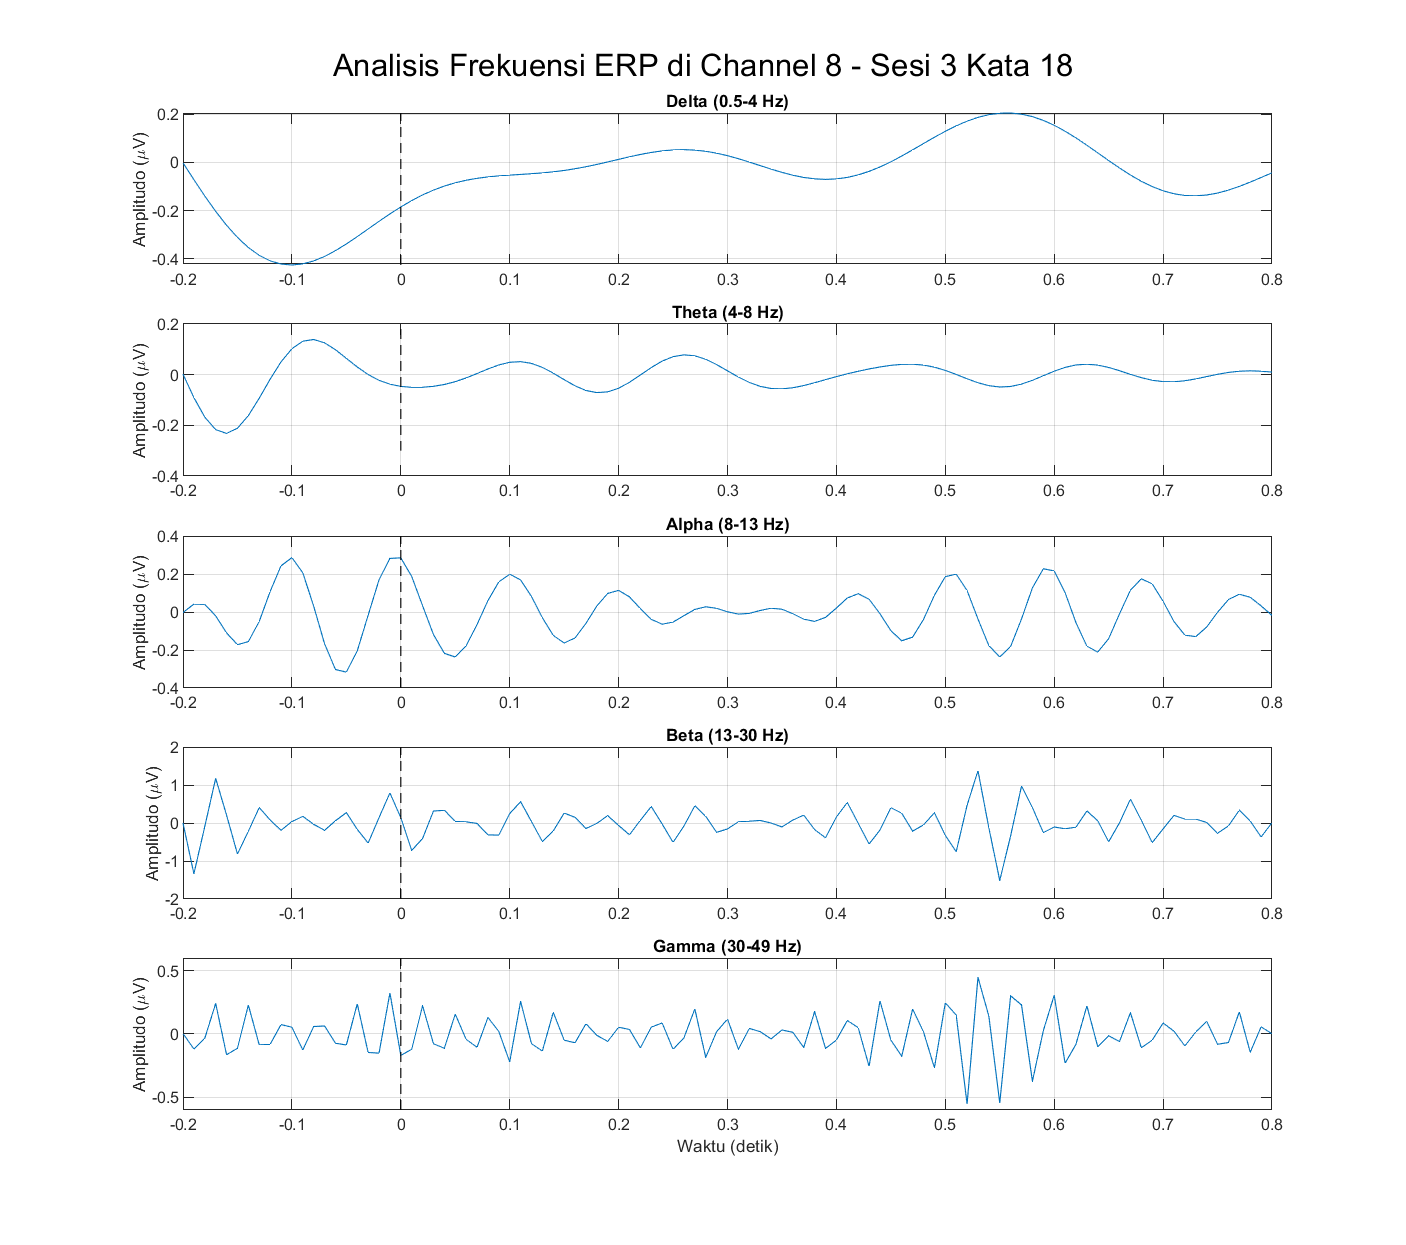 Analisis Frekuensi ERP di Channel 8 - Sesi 3 Kata 18
Delta (0.5-4 Hz)
Amplitudo (μV)
0.2
0
-0.2
-0.4
-0.2 -0.1 0 0.1 0.2 0.3 0.4 0.5 0.6 0.7 0.8
Theta (4-8 Hz)
Amplitudo (μV)
0.2
0
-0.2
-0.4
-0.2 -0.1 0 0.1 0.2 0.3 0.4 0.5 0.6 0.7 0.8
Alpha (8-13 Hz)
Amplitudo (μV)
0.4
0.2
0
-0.2
-0.4
-0.2 -0.1 0 0.1 0.2 0.3 0.4 0.5 0.6 0.7 0.8
Beta (13-30 Hz)
Amplitudo (μV)
2
1
0
-1
-2
-0.2 -0.1 0 0.1 0.2 0.3 0.4 0.5 0.6 0.7 0.8
Gamma (30-49 Hz)
Amplitudo (μV)
0.5
0
-0.5
-0.2 -0.1 0 0.1 0.2 0.3 0.4 0.5 0.6 0.7 0.8
Waktu (detik)